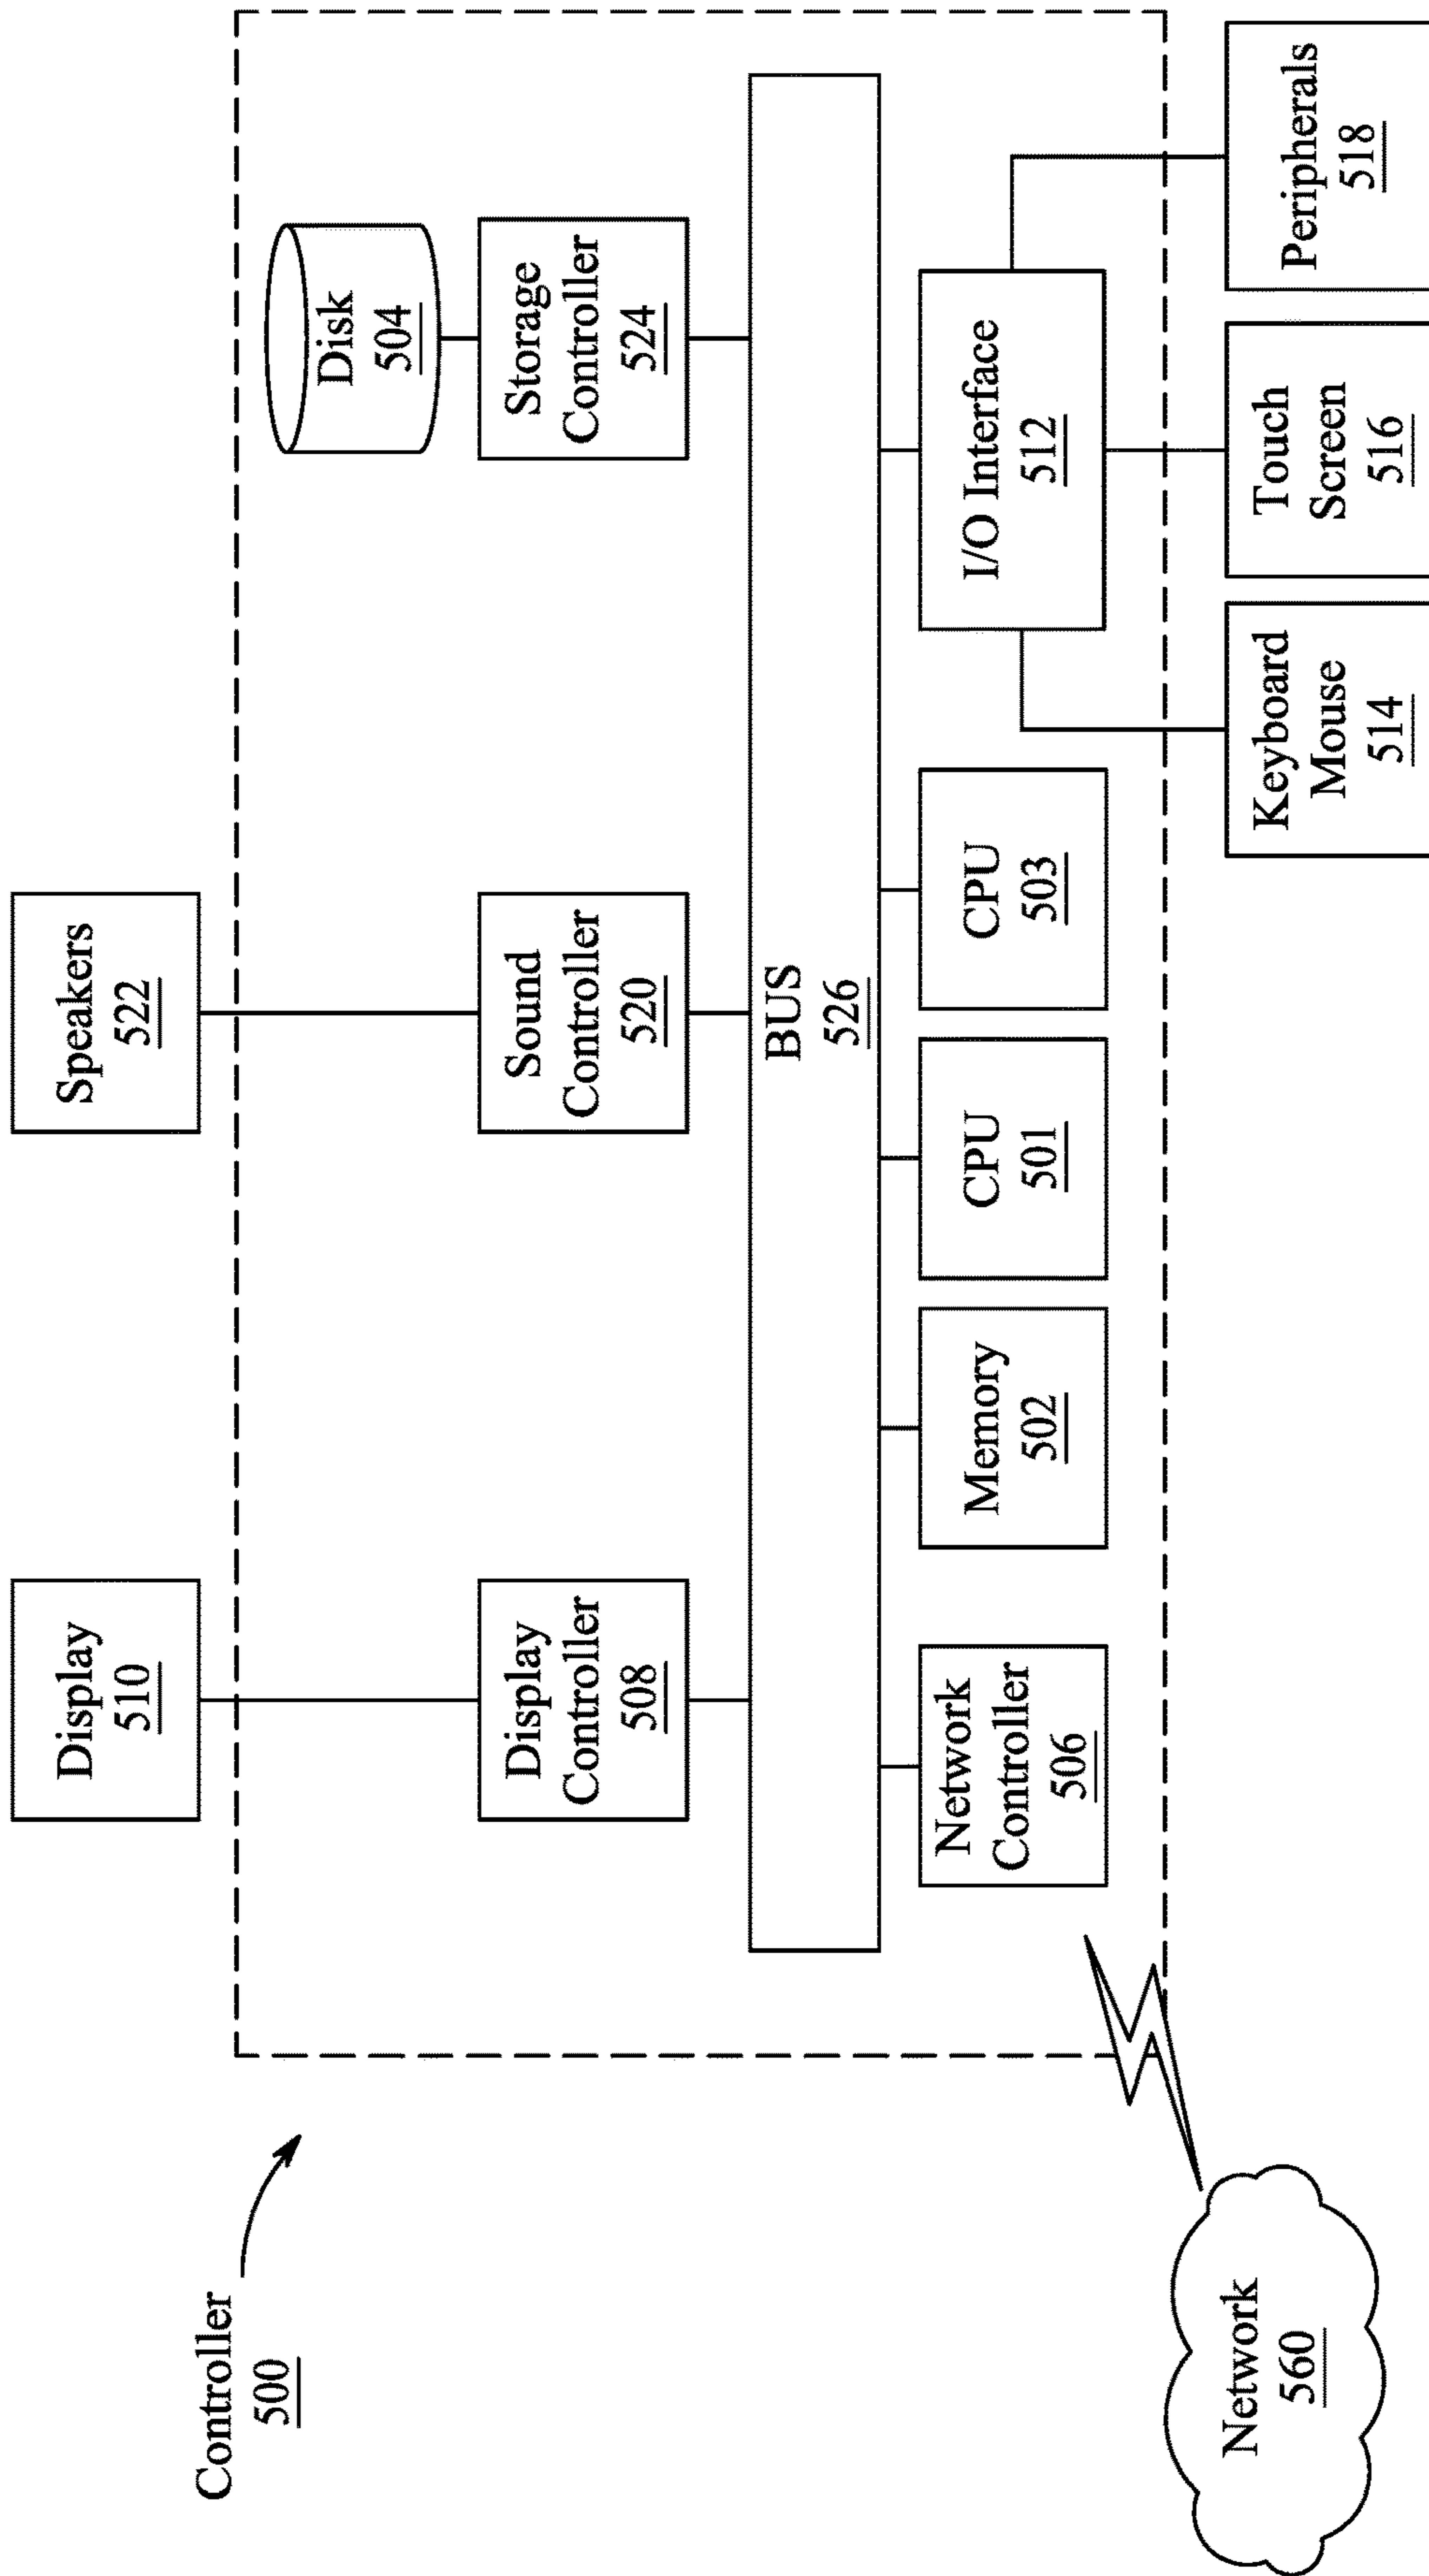 Controller
500
Display
510
Speakers
522
Disk
504
Display
Controller
508
Sound
Controller
520
Storage
Controller
524
BUS
526
Network
Controller
506
Memory
502
CPU
501
CPU
503
I/O Interface
512
Network
560
Keyboard
Mouse
514
Touch
Screen
516
Peripherals
518